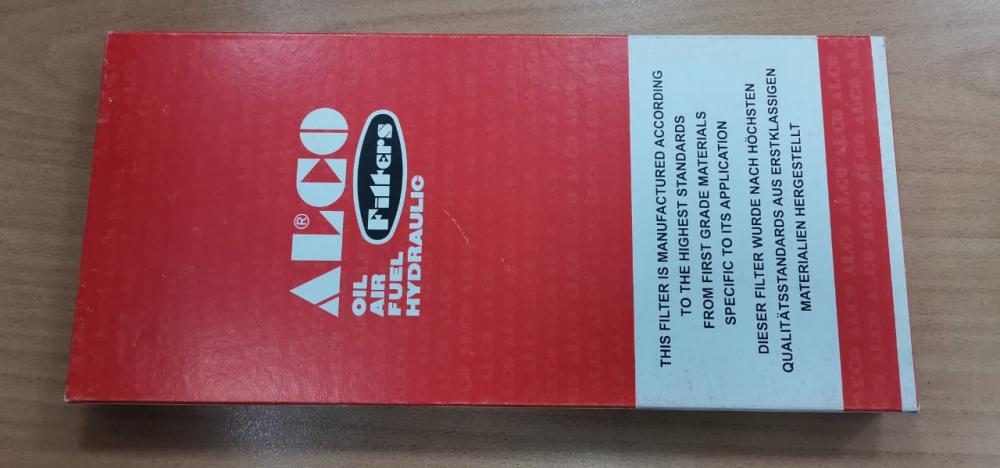 ALCO®
Filters
OIL
AIR
FUEL
HYDRAULIC
THIS FILTER IS MANUFACTURED ACCORDING
TO THE HIGHEST STANDARDS
FROM FIRST GRADE MATERIALS
SPECIFIC TO ITS APPLICATION
DIESER FILTER WURDE NACH HÖCHSTEN
QUALITÄTSSTANDARDS AUS ERSTKLASSIGEN
MATERIALIEN HERGESTELLT